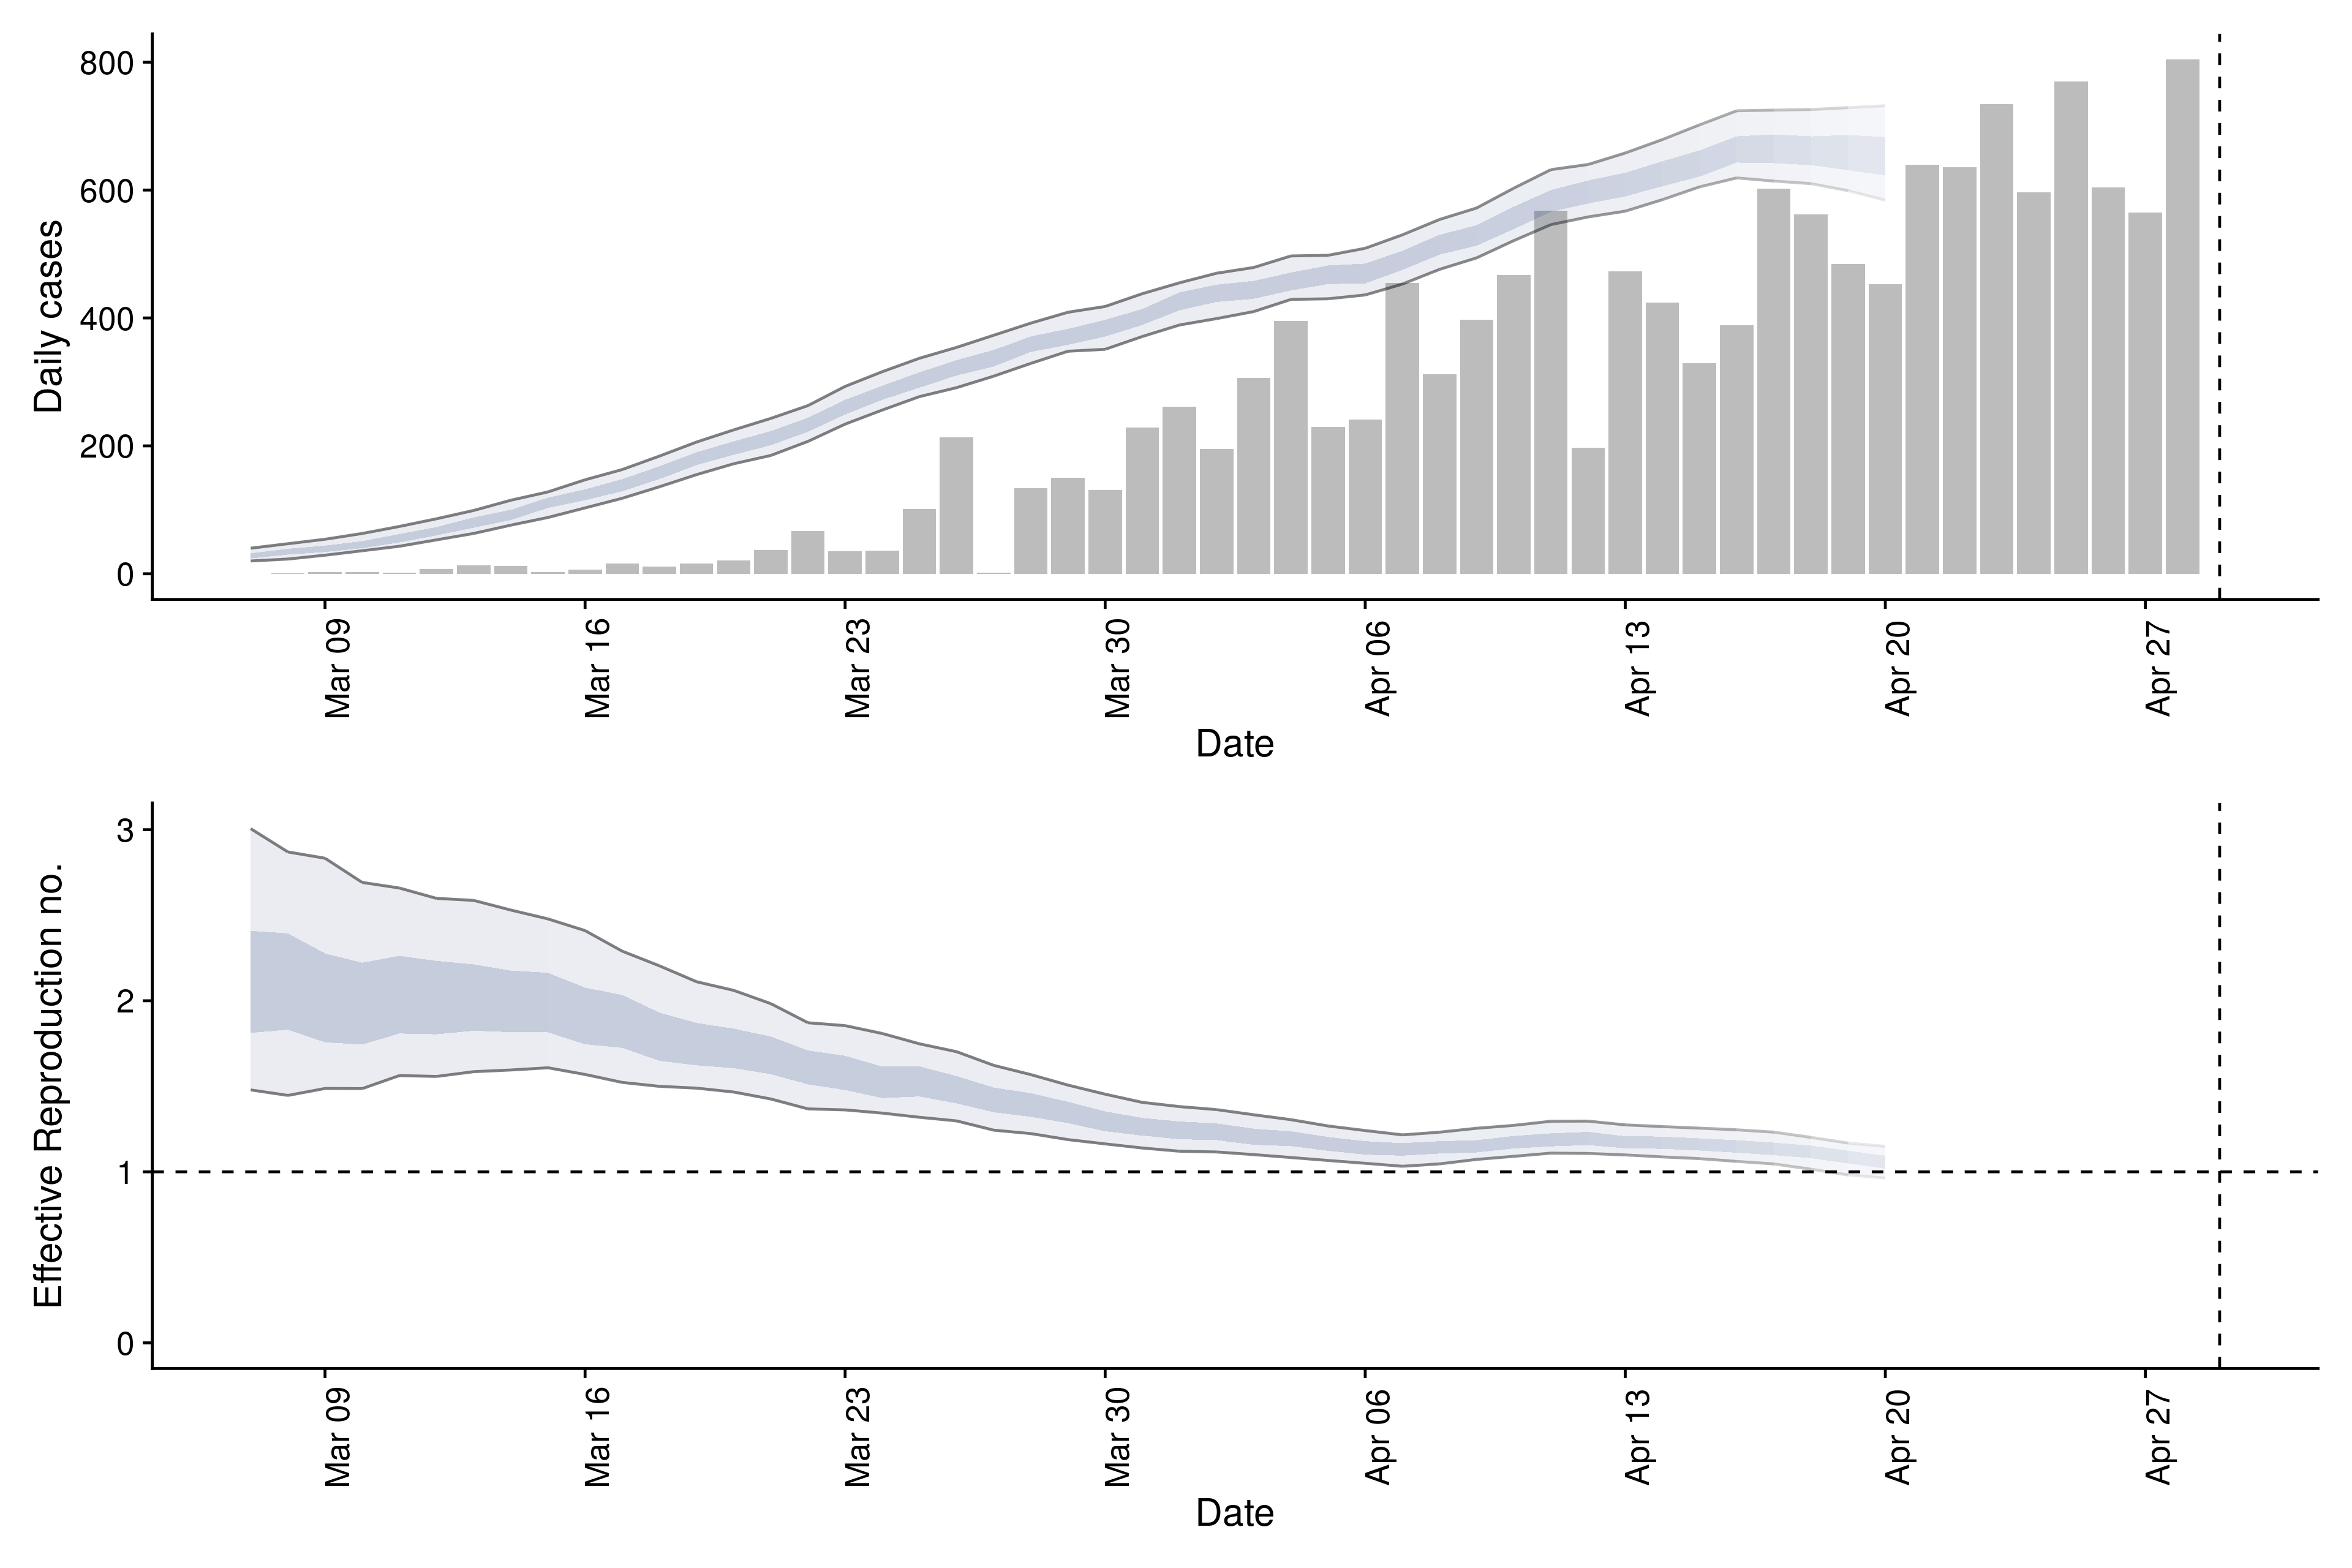 Daily cases
800
600
400
200
0
Mar 09
Mar 16
Mar 23
Mar 30
Apr 06
Apr 13
Apr 20
Apr 27
Date
Effective Reproduction no.
3
2
1
0
Mar 09
Mar 16
Mar 23
Mar 30
Apr 06
Apr 13
Apr 20
Apr 27
Date